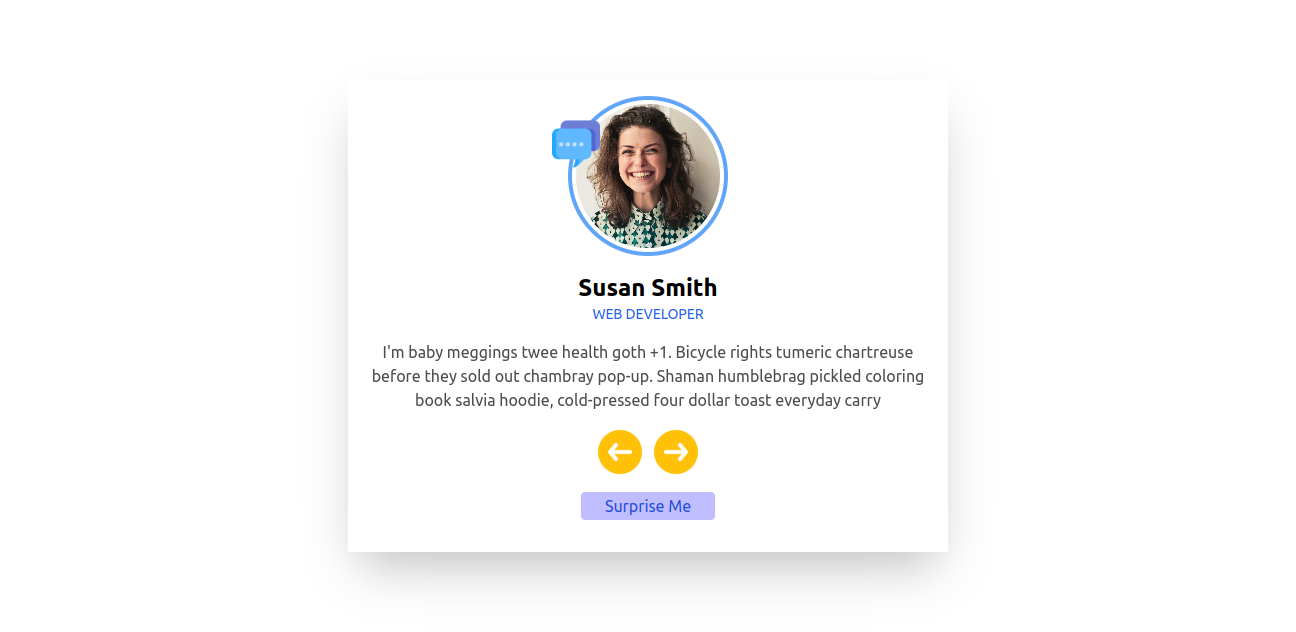 Susan Smith
WEB DEVELOPER
I'm baby meggings twee health goth +1. Bicycle rights tumeric chartreuse
before they sold out chambray pop-up. Shaman humblebrag pickled coloring
book salvia hoodie, cold-pressed four dollar toast everyday carry
Surprise Me